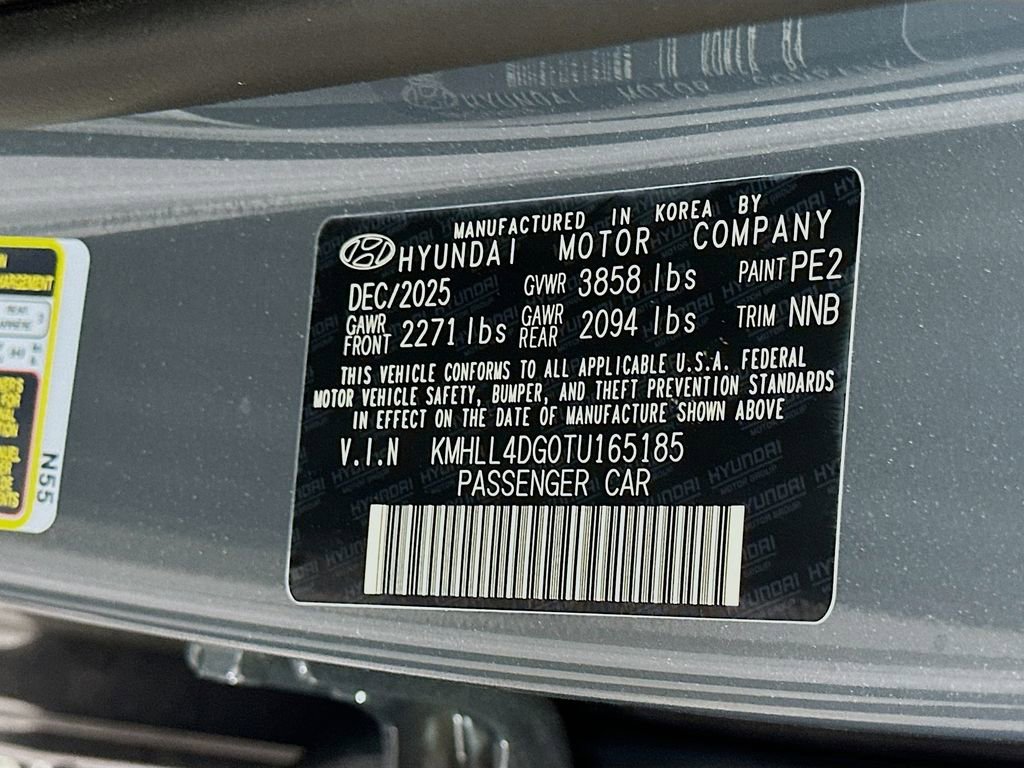 MANUFACTURED IN KOREA BY
HYUNDAI MOTOR COMPANY
DEC/2025 GVWR 3858 lbs PAINT PE2
GAWR FRONT 2271 lbs GAWR REAR 2094 lbs TRIM NNB
THIS VEHICLE CONFORMS TO ALL APPLICABLE U.S.A. FEDERAL
MOTOR VEHICLE SAFETY, BUMPER, AND THEFT PREVENTION STANDARDS
IN EFFECT ON THE DATE OF MANUFACTURE SHOWN ABOVE
V.I.N KMHLL4DG0TU165185
PASSENGER CAR
N55